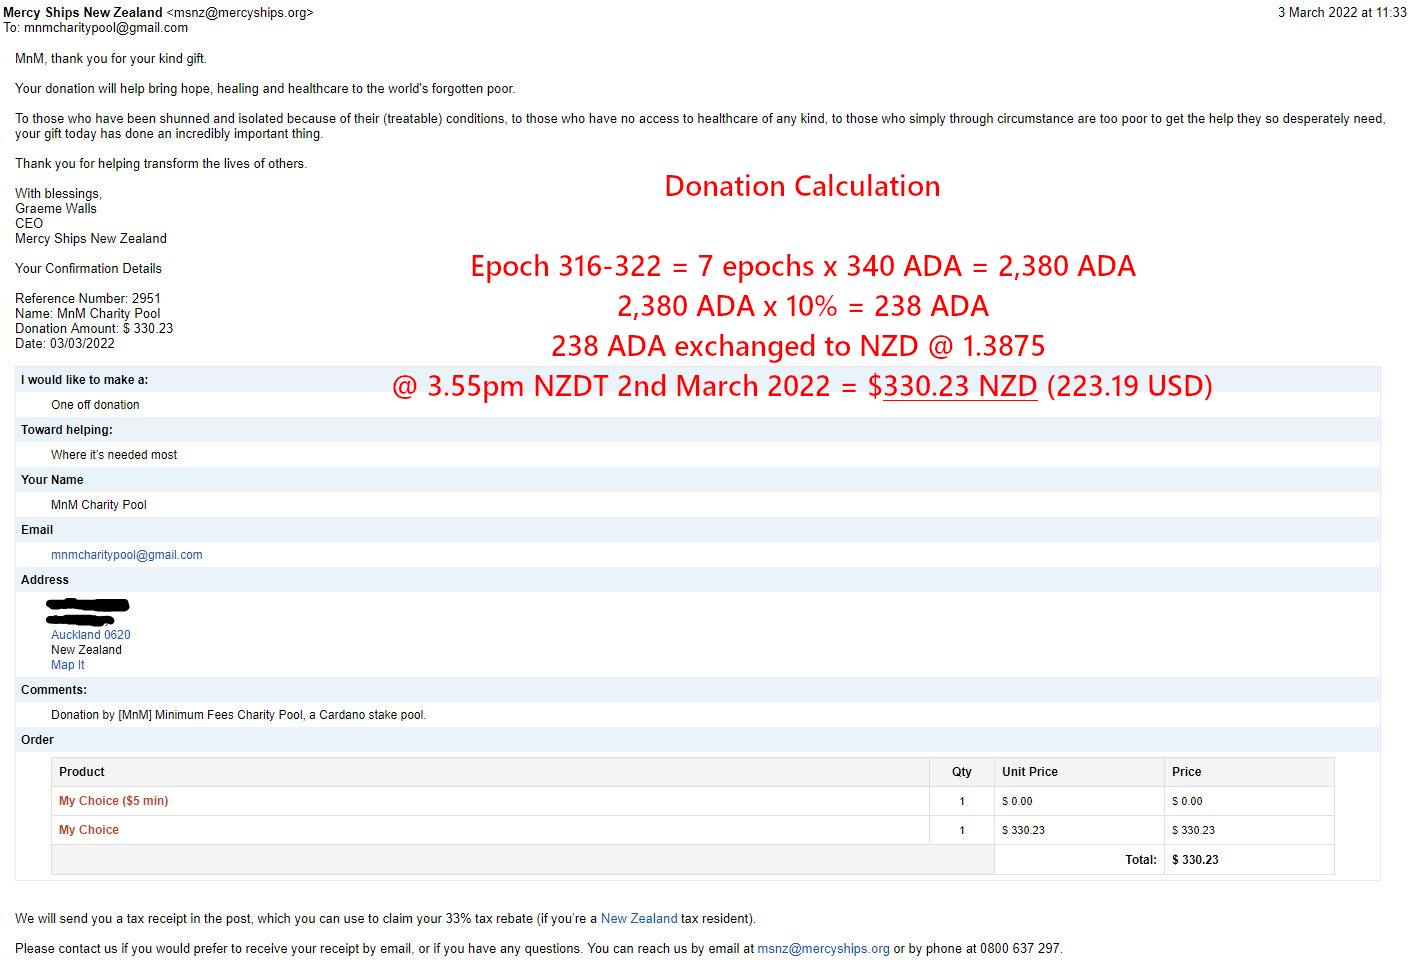 Mercy Ships New Zealand <msnz@mercyships.org>
3 March 2022 at 11:33
To: mnmcharitypool@gmail.com
MnM, thank you for your kind gift.
Your donation will help bring hope, healing and healthcare to the world's forgotten poor.
To those who have been shunned and isolated because of their (treatable) conditions, to those who have no access to healthcare of any kind, to those who simply through circumstance are too poor to get the help they so desperately need,
your gift today has done an incredibly important thing.
Thank you for helping transform the lives of others.
With blessings,
Graeme Walls
CEO
Mercy Ships New Zealand
Your Confirmation Details
Reference Number: 2951
Name: MnM Charity Pool
Donation Amount: $ 330.23
Date: 03/03/2022
Donation Calculation
Epoch 316-322 = 7 epochs x 340 ADA = 2,380 ADA
2,380 ADA x 10% = 238 ADA
238 ADA exchanged to NZD @ 1.3875
@ 3.55pm NZDT 2nd March 2022 = $330.23 NZD (223.19 USD)
I would like to make a:
One off donation
Toward helping:
Where it's needed most
Your Name
MnM Charity Pool
Email
mnmcharitypool@gmail.com
Address
Auckland 0620
New Zealand
Map It
Comments:
Donation by [MnM] Minimum Fees Charity Pool, a Cardano stake pool.
Order
Product Qty Unit Price Price
My Choice ($5 min) 1 $ 0.00 $ 0.00
My Choice 1 $ 330.23 $ 330.23
Total: $ 330.23
We will send you a tax receipt in the post, which you can use to claim your 33% tax rebate (if you're a New Zealand tax resident).
Please contact us if you would prefer to receive your receipt by email, or if you have any questions. You can reach us by email at msnz@mercyships.org or by phone at 0800 637 297.